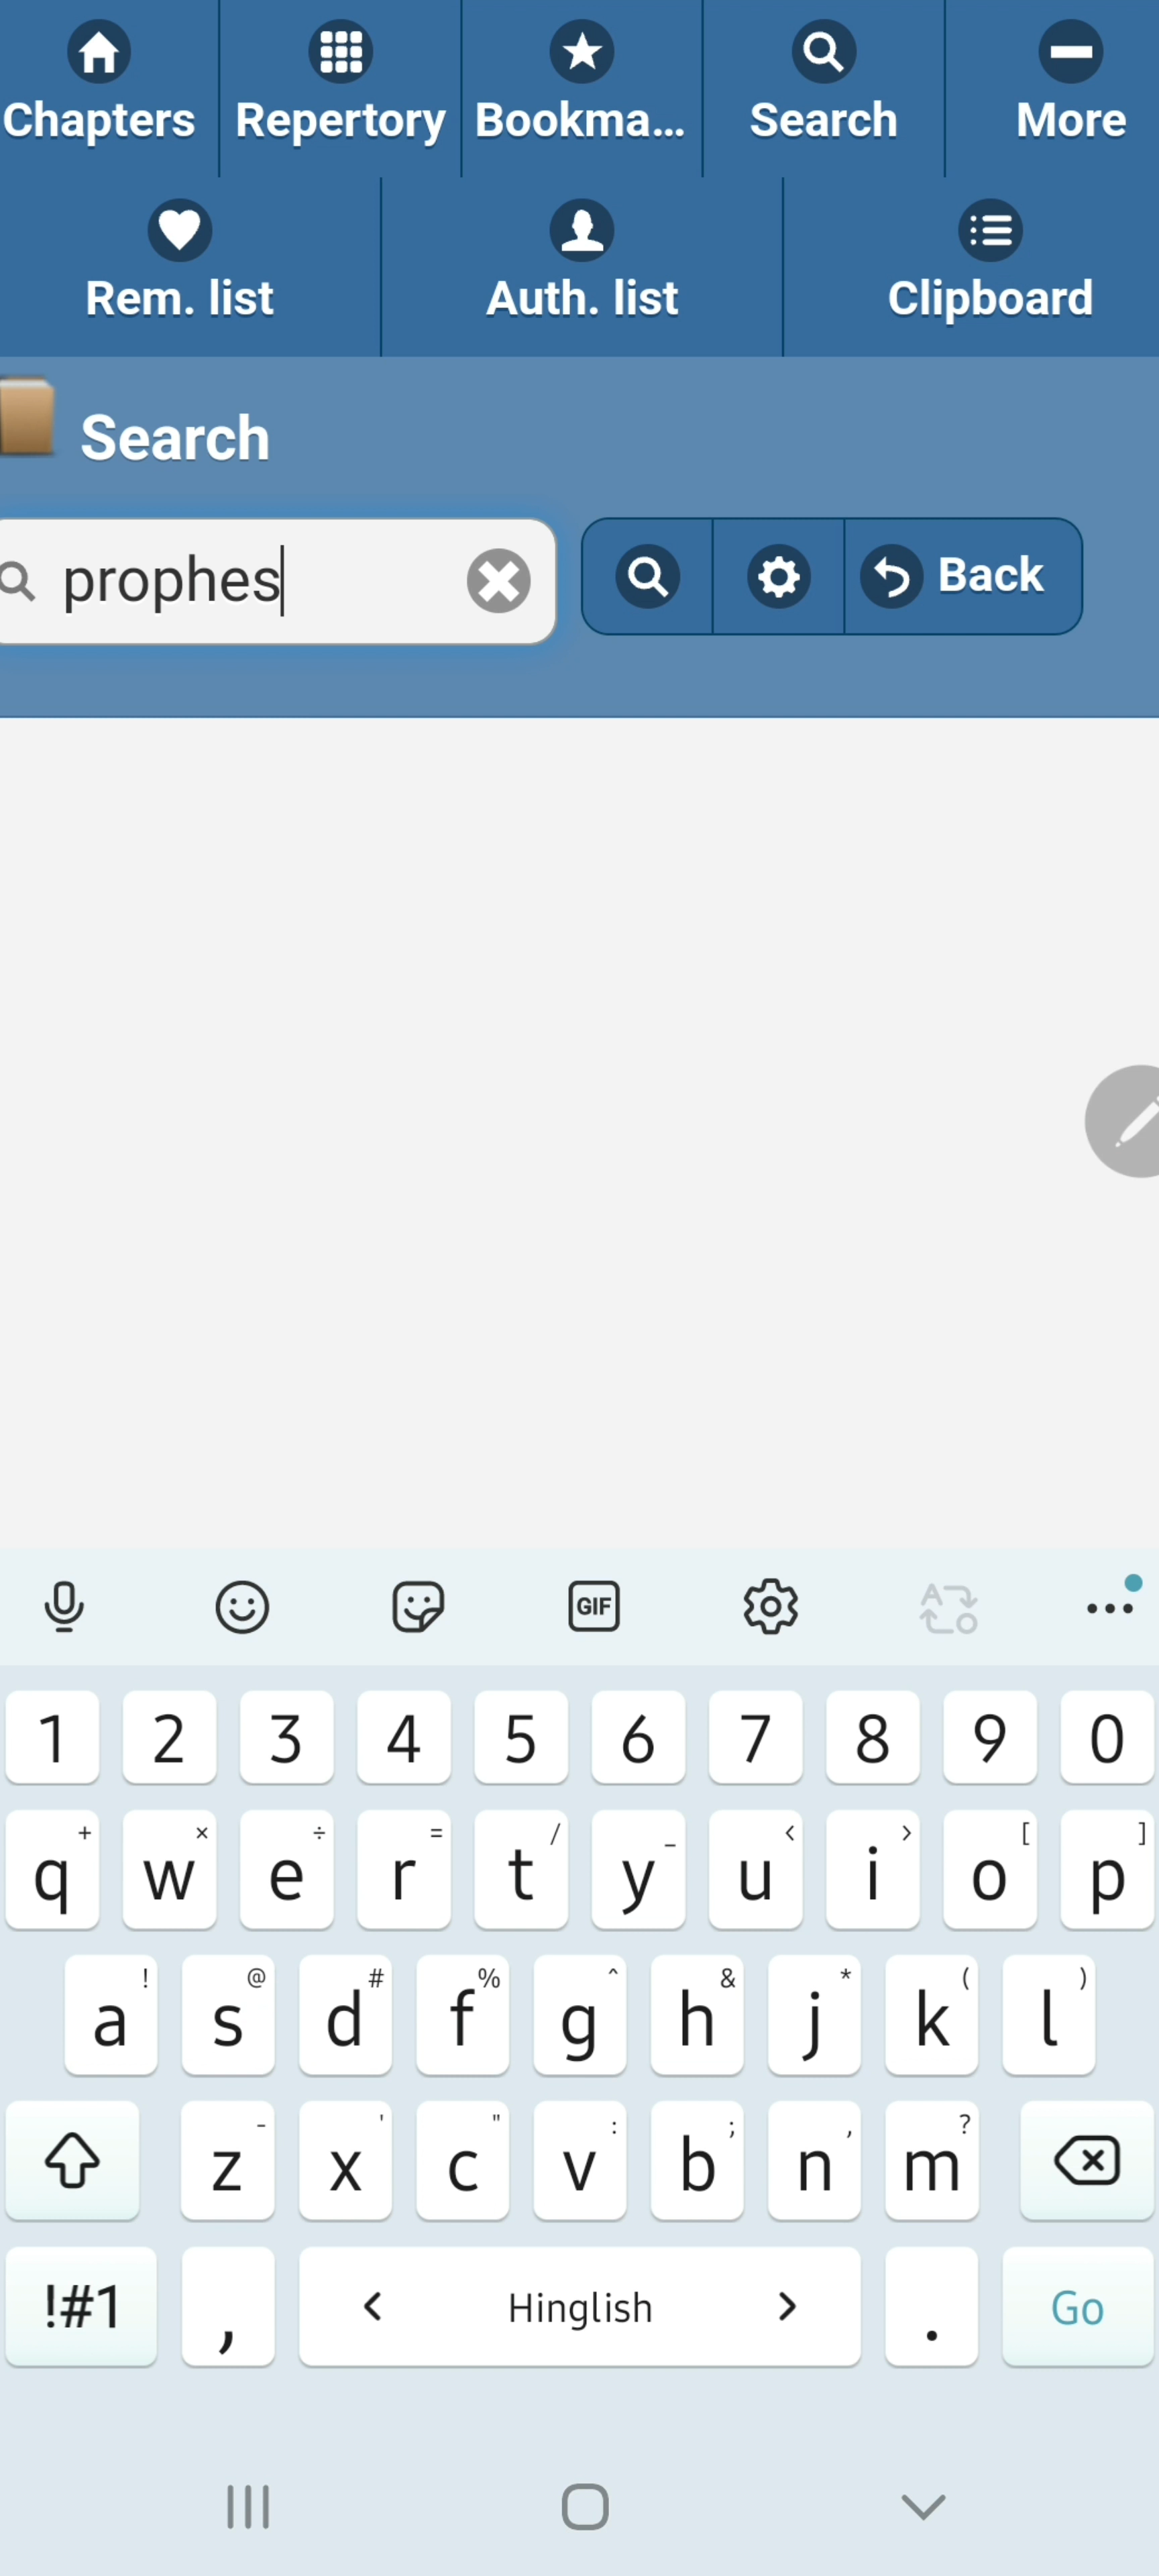 Chapters Repertory Bookma... Search More
Rem. list Auth. list Clipboard
Search
prophes Back
GIF
1 2 3 4 5 6 7 8 9 0
+ × ÷ = / _ < > [ ]
q w e r t y u i o p
! @ # % ^ & * ( )
a s d f g h j k l
- ' " : ; , ?
z x c v b n m
!#1 , < Hinglish > . Go